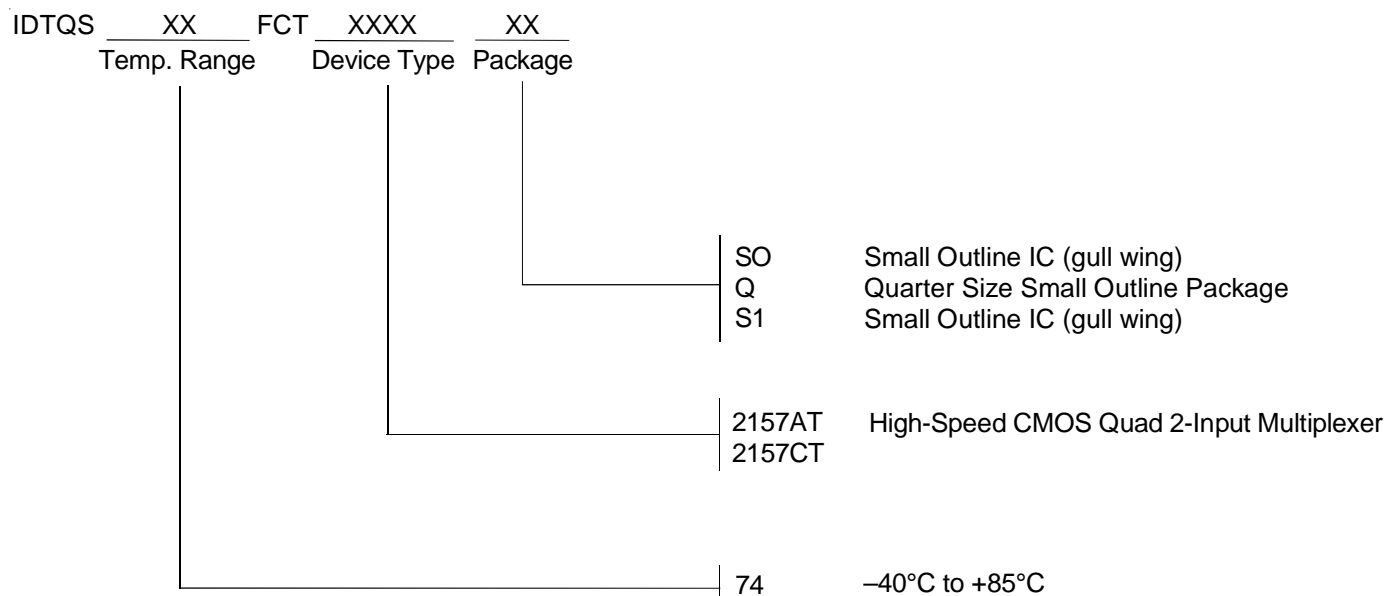 IDTQS XX FCT XXXX XX
Temp. Range Device Type Package
SO Small Outline IC (gull wing)
Q Quarter Size Small Outline Package
S1 Small Outline IC (gull wing)
2157AT High-Speed CMOS Quad 2-Input Multiplexer
2157CT
74 –40°C to +85°C